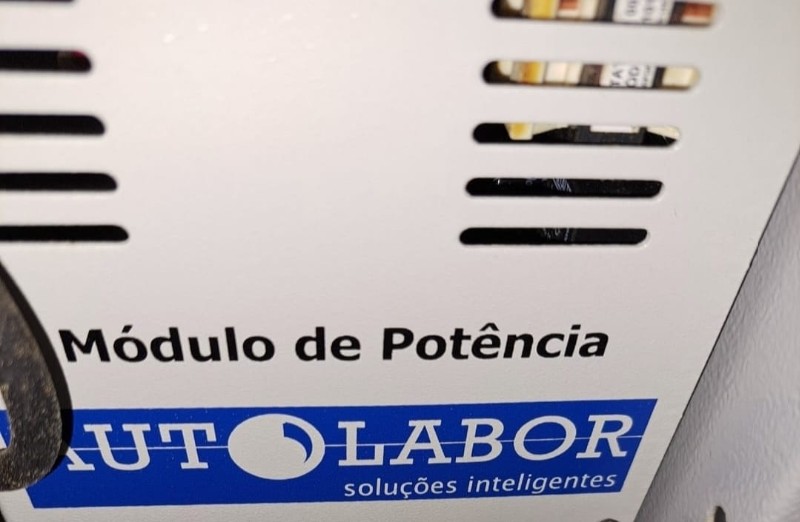 Módulo de Potência
AUTOLABOR
soluções inteligentes